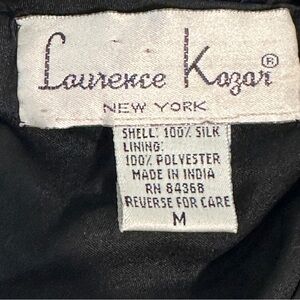 Laurence Kazar®
NEW YORK
SHELL: 100% SILK
LINING:
100% POLYESTER
MADE IN INDIA
RN 84368
REVERSE FOR CARE
M